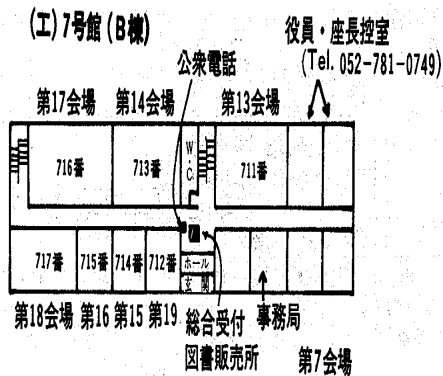 (エ)7号館(B棟)
役員・座長控室
(Tel. 052-781-0749)
公衆電話
第17会場 第14会場 第13会場
W.C.
716番 713番 711番
717番 715番 714番 712番
ホール
玄関
第18会場 第16 第15 第19
総合受付
図書販売所
事務局
第7会場